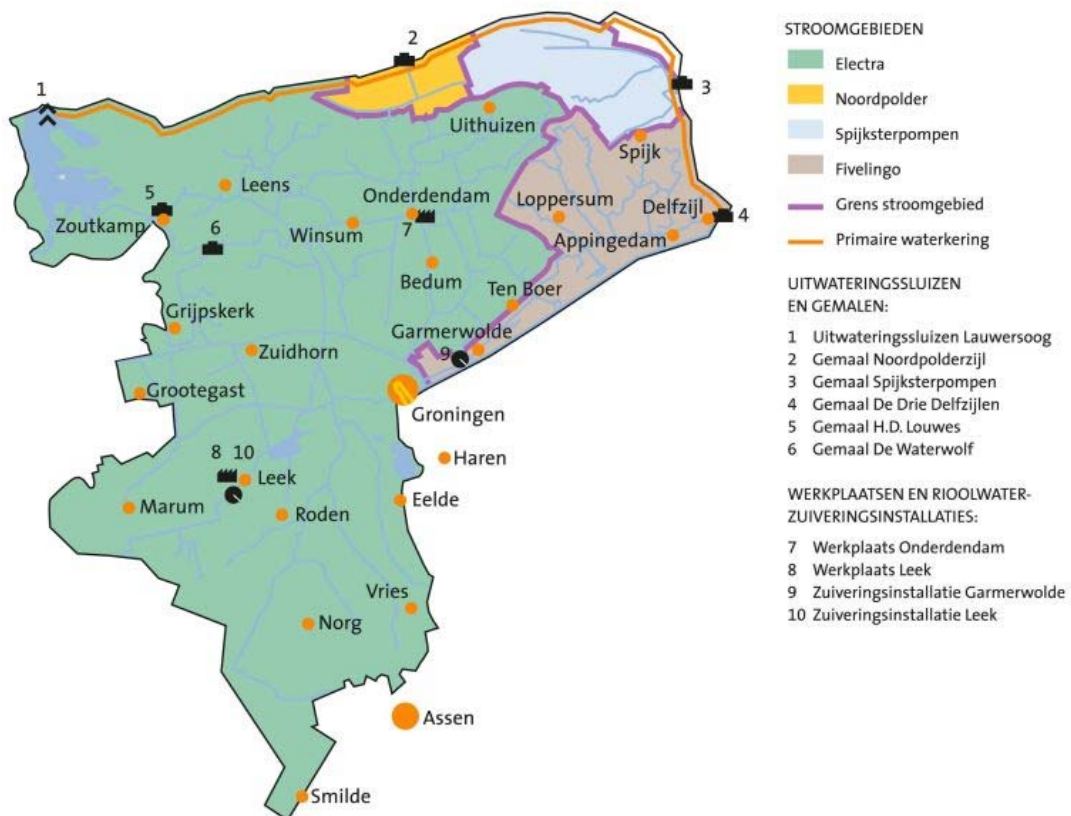 1
2
3
Uithuizen
Spijk
5
Leens
Onderdendam
Loppersum
Delfzijl
4
Zoutkamp
6
Winsum
7
Appingedam
Bedum
Ten Boer
Grijpskerk
Garmerwolde
Zuidhorn
9
Grootegast
Groningen
8 10
Haren
Leek
Marum
Roden
Eelde
Vries
Norg
Assen
Smilde
STROOMGEBIEDEN
Electra
Noordpolder
Spijksterpompen
Fivelingo
Grens stroomgebied
Primaire waterkering
UITWATERINGSSLUIZEN
EN GEMALEN:
1 Uitwateringssluizen Lauwersoog
2 Gemaal Noordpolderzijl
3 Gemaal Spijksterpompen
4 Gemaal De Drie Delfzijlen
5 Gemaal H.D. Louwes
6 Gemaal De Waterwolf
WERKPLAATSEN EN RIOOLWATER-
ZUIVERINGSINSTALLATIES:
7 Werkplaats Onderdendam
8 Werkplaats Leek
9 Zuiveringsinstallatie Garmerwolde
10 Zuiveringsinstallatie Leek